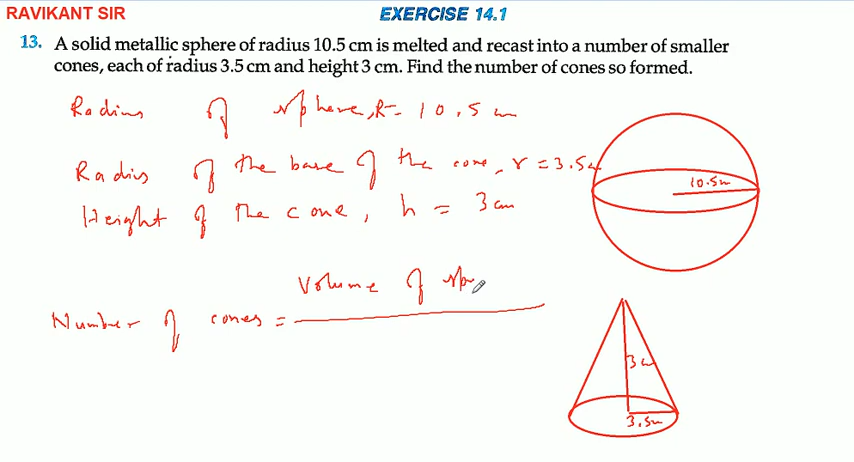 RAVIKANT SIR
EXERCISE 14.1
13. A solid metallic sphere of radius 10.5 cm is melted and recast into a number of smaller
cones, each of radius 3.5 cm and height 3 cm. Find the number of cones so formed.
Radius of sphere, R = 10.5 cm
Radius of the base of the cone, r = 3.5 cm
10.5 cm
Height of the cone, h = 3 cm
Volume of
Number of cones =
3 cm
3.5 cm